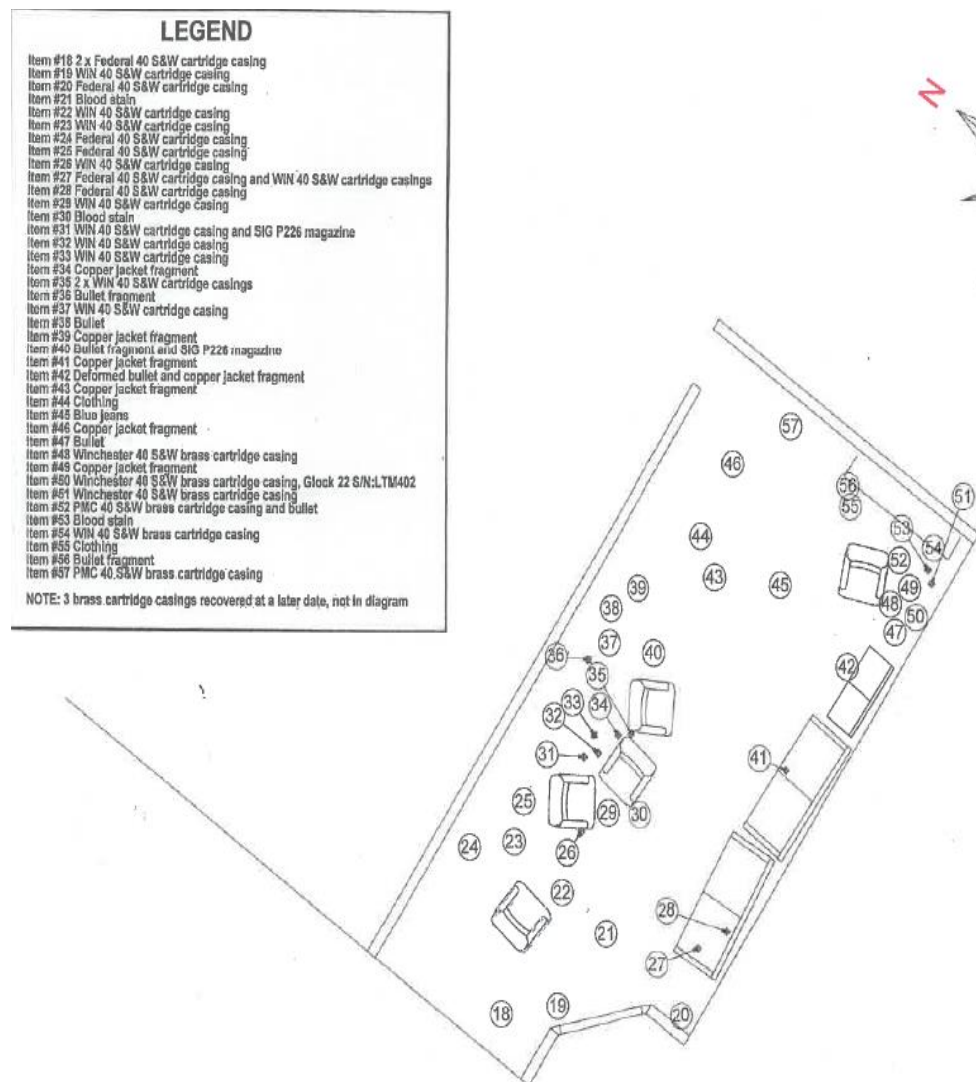 LEGEND
Item #18 2 x Federal 40 S&W cartridge casing
Item #19 WIN 40 S&W cartridge casing
Item #20 Federal 40 S&W cartridge casing
Item #21 Blood stain
Item #22 WIN 40 S&W cartridge casing
Item #23 WIN 40 S&W cartridge casing
Item #24 Federal 40 S&W cartridge casing
Item #25 Federal 40 S&W cartridge casing
Item #26 WIN 40 S&W cartridge casing
Item #27 Federal 40 S&W cartridge casing and WIN 40 S&W cartridge casings
Item #28 Federal 40 S&W cartridge casing
Item #29 WIN 40 S&W cartridge casing
Item #30 Blood stain
Item #31 WIN 40 S&W cartridge casing and SIG P226 magazine
Item #32 WIN 40 S&W cartridge casing
Item #33 WIN 40 S&W cartridge casing
Item #34 Copper jacket fragment
Item #35 2 x WIN 40 S&W cartridge casings
Item #36 Bullet fragment
Item #37 WIN 40 S&W cartridge casing
Item #38 Bullet
Item #39 Copper jacket fragment
Item #40 Bullet fragment and SIG P226 magazine
Item #41 Copper jacket fragment
Item #42 Deformed bullet and copper jacket fragment
Item #43 Copper jacket fragment
Item #44 Clothing
Item #45 Blue jeans
Item #46 Copper jacket fragment
Item #47 Bullet
Item #48 Winchester 40 S&W brass cartridge casing
Item #49 Copper jacket fragment
Item #50 Winchester 40 S&W brass cartridge casing, Glock 22 S/N:LTM402
Item #51 Winchester 40 S&W brass cartridge casing
Item #52 PMC 40 S&W brass cartridge casing and bullet
Item #53 Blood stain
Item #54 WIN 40 S&W brass cartridge casing
Item #55 Clothing
Item #56 Bullet fragment
Item #57 PMC 40 S&W brass cartridge casing
NOTE: 3 brass cartridge casings recovered at a later date, not in diagram
N
57
46
56
51
55
53
44
54
52
43
45
39
49
38
48
50
37
47
36
40
42
35
33
34
32
31
41
25
29
30
24
23
26
22
28
21
27
18
19
20